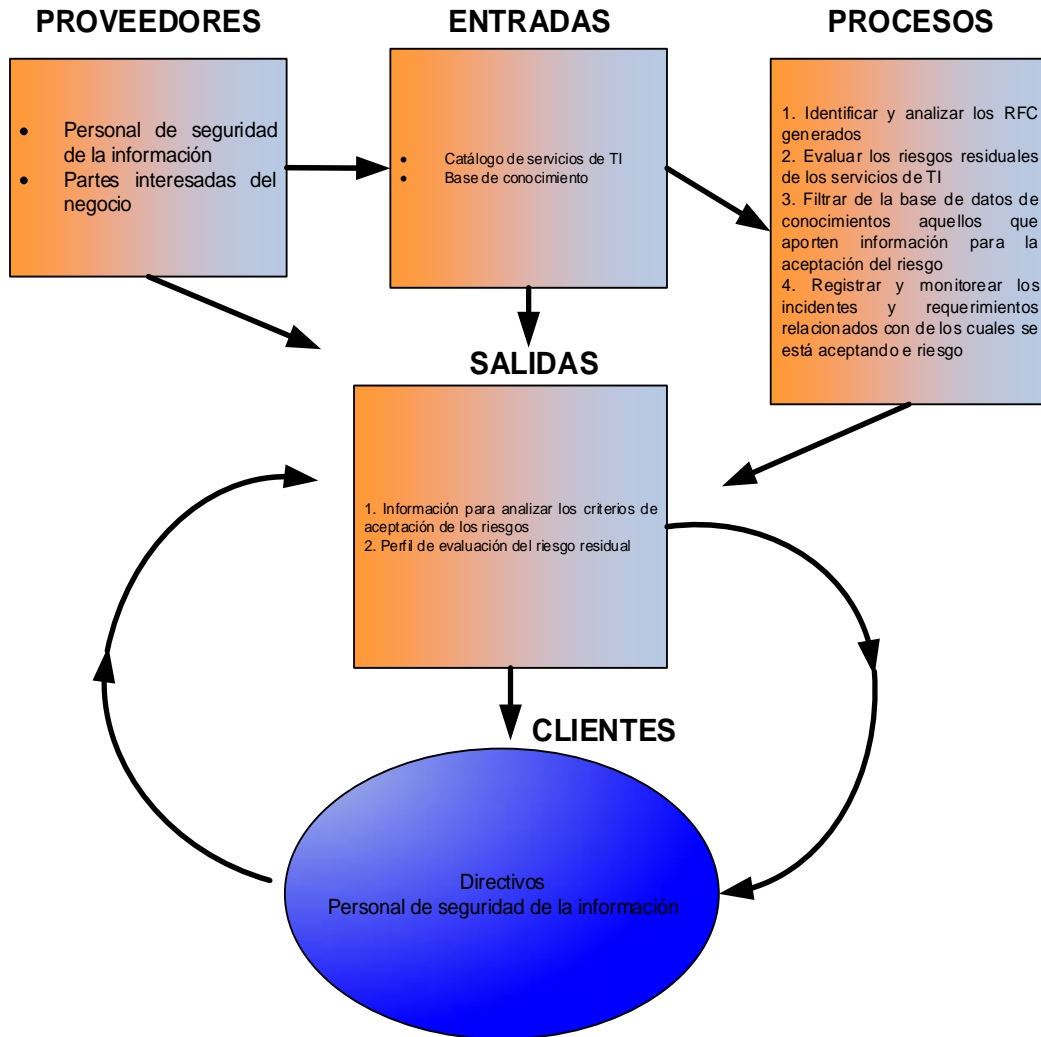 PROVEEDORES
• Personal de seguridad
de la información
• Partes interesadas del
negocio
ENTRADAS
• Catálogo de servicios de TI
• Base de conocimiento
PROCESOS
1. Identificar y analizar los RFC
generados
2. Evaluar los riesgos residuales
de los servicios de TI
3. Filtrar de la base de datos de
conocimientos aquellos que
aporten información para la
aceptación del riesgo
4. Registrar y monitorear los
incidentes y requerimientos
relacionados con de los cuales se
está aceptando e riesgo
SALIDAS
1. Información para analizar los criterios de
aceptación de los riesgos
2. Perfil de evaluación del riesgo residual
CLIENTES
Directivos
Personal de seguridad de la información